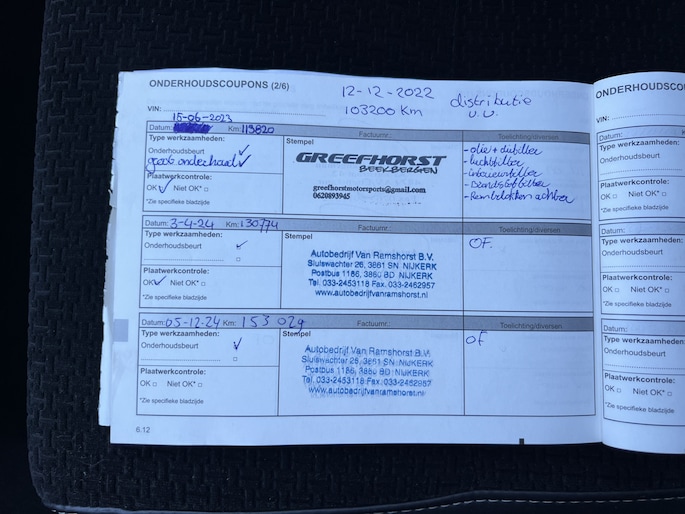 ONDERHOUDSCOUPONS (2/6)
12-12-2022
103200 Km
distributie
V.V.
VIN:
15-06-2023
Datum: Km: 113820 Factuurnr.: Toelichting/diversen
Type werkzaamheden:
Onderhoudsbeurt
groot onderhoud
Plaatwerkcontrole:
OK Niet OK*
*Zie specifieke bladzijde
Stempel
GREEFHORST
BEEKBERGEN
greefhorstmotorsports@gmail.com
0620893945
- olie + dufilter
- luchtfilter
- interieurfilter
- Brandstoffilter
- Remblokken achter
Datum: 3-4-24 Km: 130774 Factuurnr.: Toelichting/diversen
Type werkzaamheden:
Onderhoudsbeurt
Plaatwerkcontrole:
OK Niet OK*
*Zie specifieke bladzijde
Stempel
Autobedrijf Van Ramshorst B.V.
Sluiswachter 26, 3861 SN NIJKERK
Postbus 1186, 3860 BD NIJKERK
Tel. 033-2453118 Fax. 033-2462957
www.autobedrijfvanramshorst.nl
OF.
Datum: 05-12-24 Km: 153 029 Factuurnr.: Toelichting/diversen
Type werkzaamheden:
Onderhoudsbeurt
Plaatwerkcontrole:
OK Niet OK*
*Zie specifieke bladzijde
Stempel
Autobedrijf Van Ramshorst B.V.
Sluiswachter 26, 3861 SN NIJKERK
Postbus 1186, 3860 BD NIJKERK
Tel. 033-2453118 Fax. 033-2462957
www.autobedrijfvanramshorst.nl
OF
6.12
ONDERHOUDSCOU
VIN:
Datum:
Type werkzaamheden:
Onderhoudsbeurt
Plaatwerkcontrole:
OK Niet OK*
*Zie specifieke bladzijde
Datum:
Type werkzaamheden:
Onderhoudsbeurt
Plaatwerkcontrole:
OK Niet OK*
*Zie specifieke bladzijde
Datum:
Type werkzaamheden:
Onderhoudsbeurt
Plaatwerkcontrole:
OK Niet OK*
*Zie specifieke bladzijde